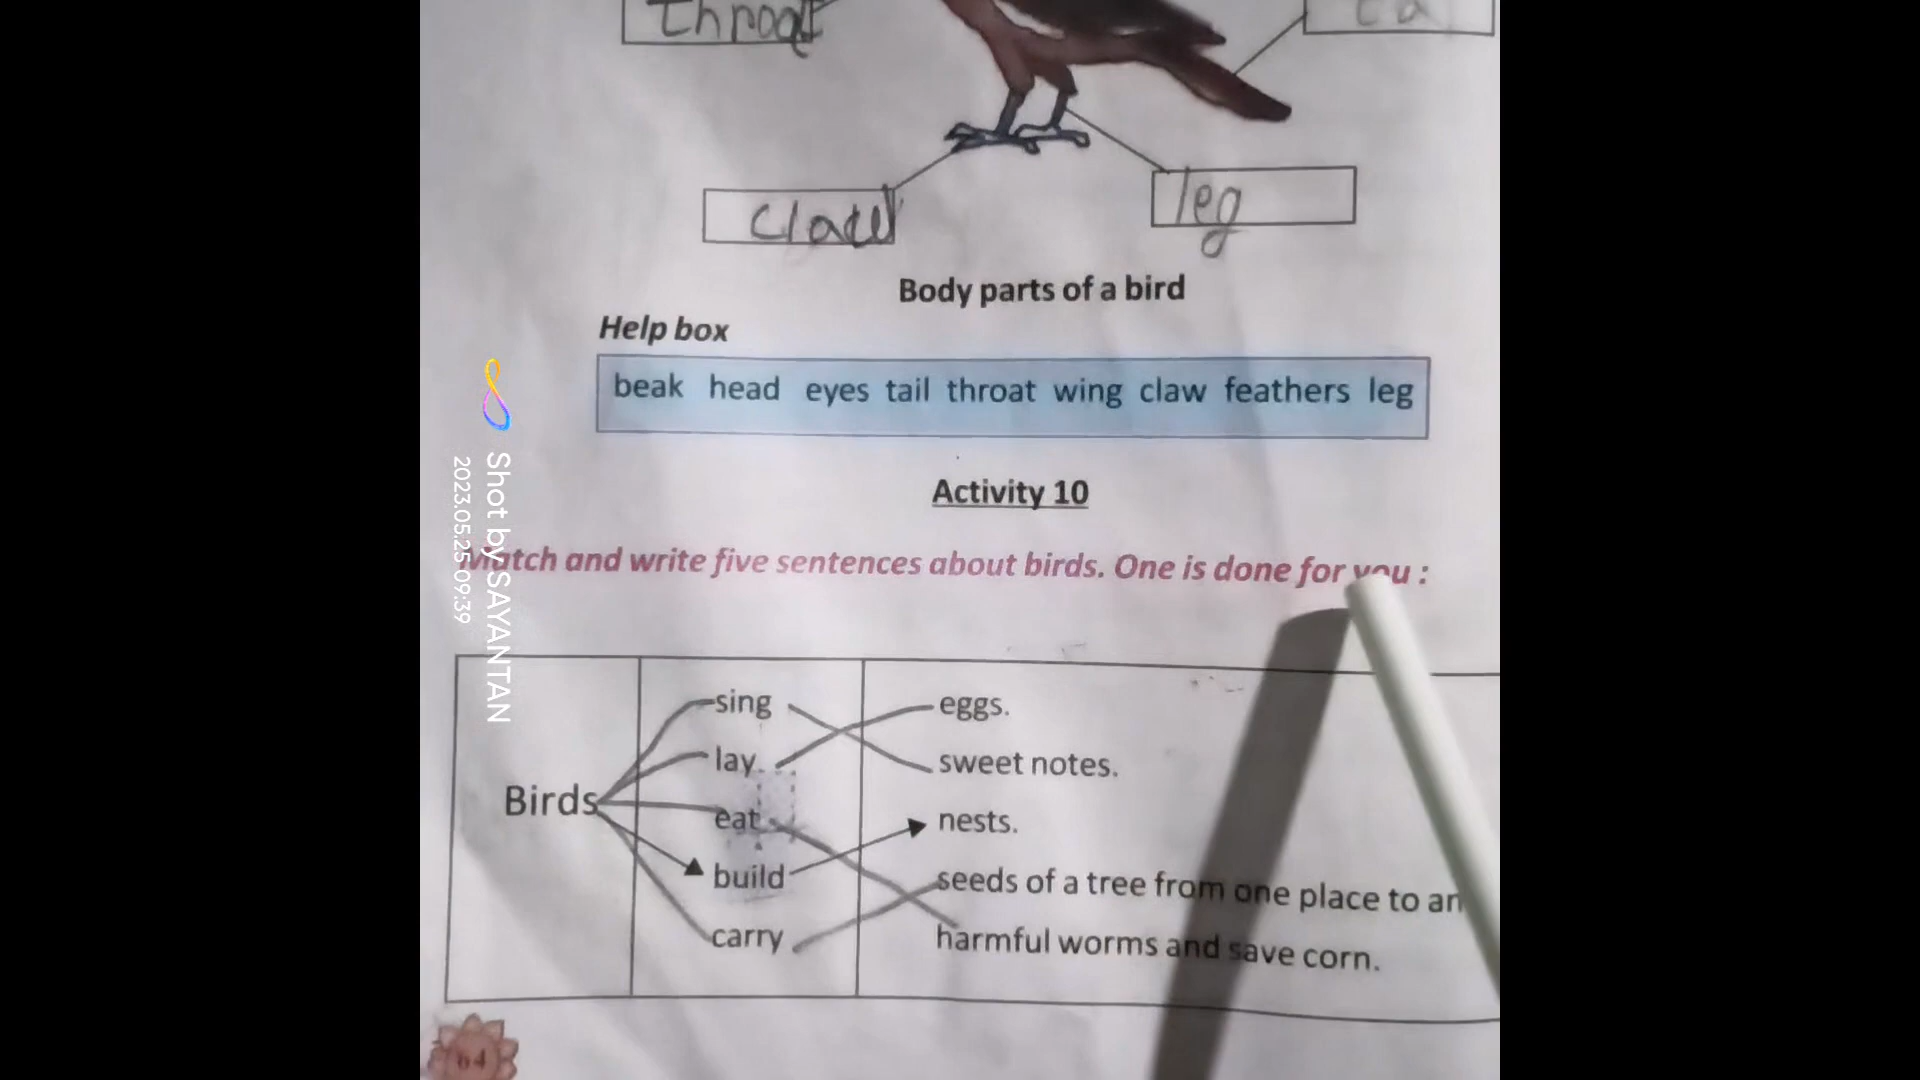 throat
claw
leg
Body parts of a bird
Help box
beak head eyes tail throat wing claw feathers leg
Activity 10
Match and write five sentences about birds. One is done for you :
Birds
sing
lay
eat
build
carry
eggs.
sweet notes.
nests.
seeds of a tree from one place to an
harmful worms and save corn.
64
Shot by SAYANTAN
2023.05.25 09:39